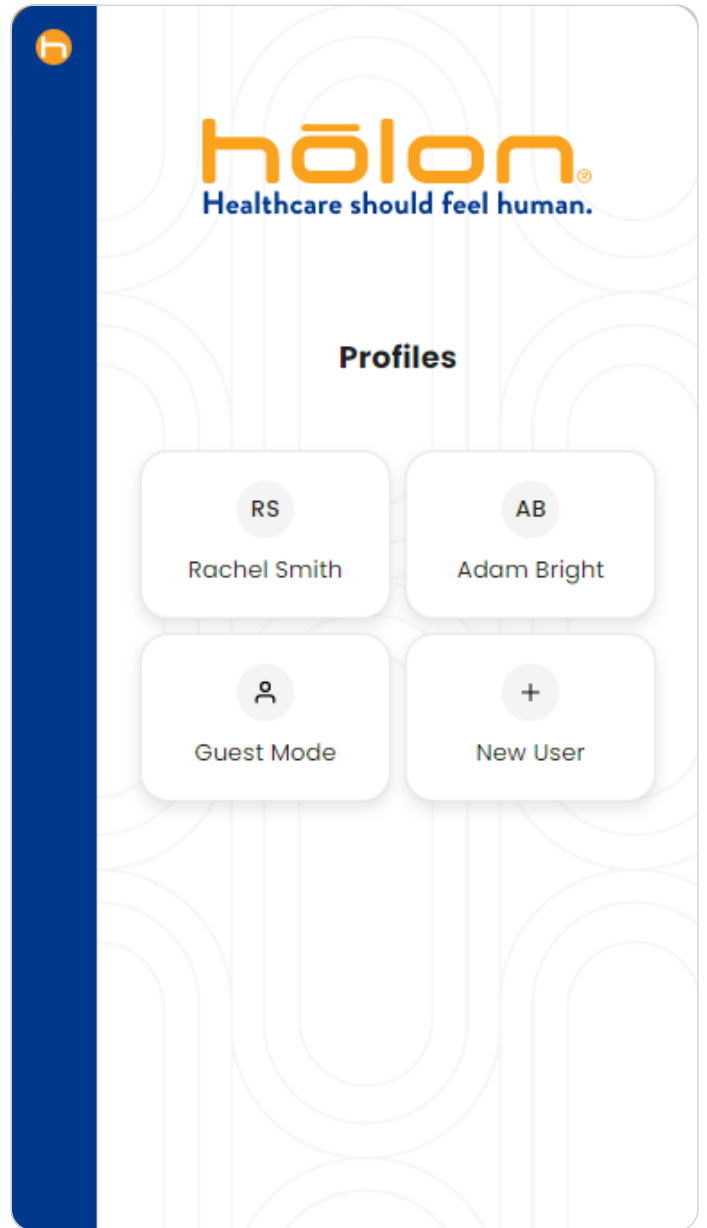 h
hōlon®
Healthcare should feel human.
Profiles
RS
Rachel Smith
AB
Adam Bright
Guest Mode
New User